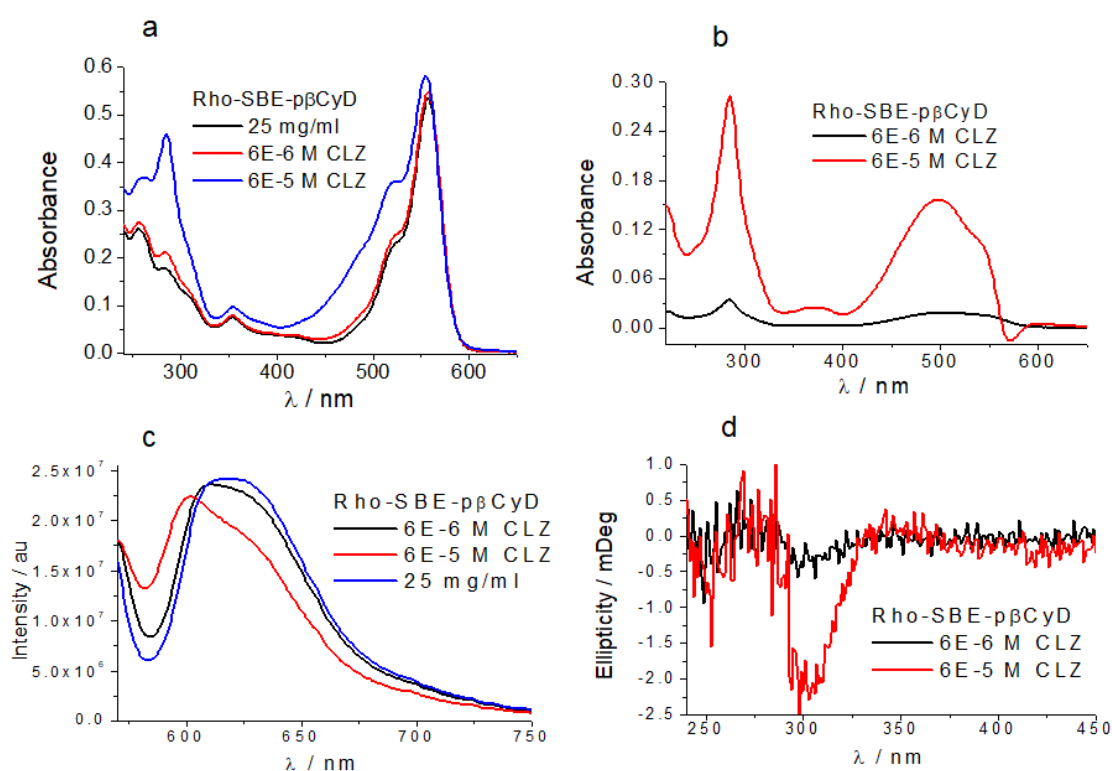 a
0.6
0.5
0.4
0.3
0.2
0.1
0.0
Absorbance
Rho-SBE-pβCyD
25 mg/ml
6E-6 M CLZ
6E-5 M CLZ
300 400 500 600
λ / nm
b
0.30
0.24
0.18
0.12
0.06
0.00
Absorbance
Rho-SBE-pβCyD
6E-6 M CLZ
6E-5 M CLZ
300 400 500 600
λ / nm
c
2.5x10⁷
2.0x10⁷
1.5x10⁷
1.0x10⁷
5.0x10⁶
0.0
Intensity / au
Rho-SBE-pβCyD
6E-6 M CLZ
6E-5 M CLZ
25 mg/ml
600 650 700 750
λ / nm
d
1.0
0.5
0.0
-0.5
-1.0
-1.5
-2.0
-2.5
Ellipticity / mDeg
Rho-SBE-pβCyD
6E-6 M CLZ
6E-5 M CLZ
250 300 350 400 450
λ / nm